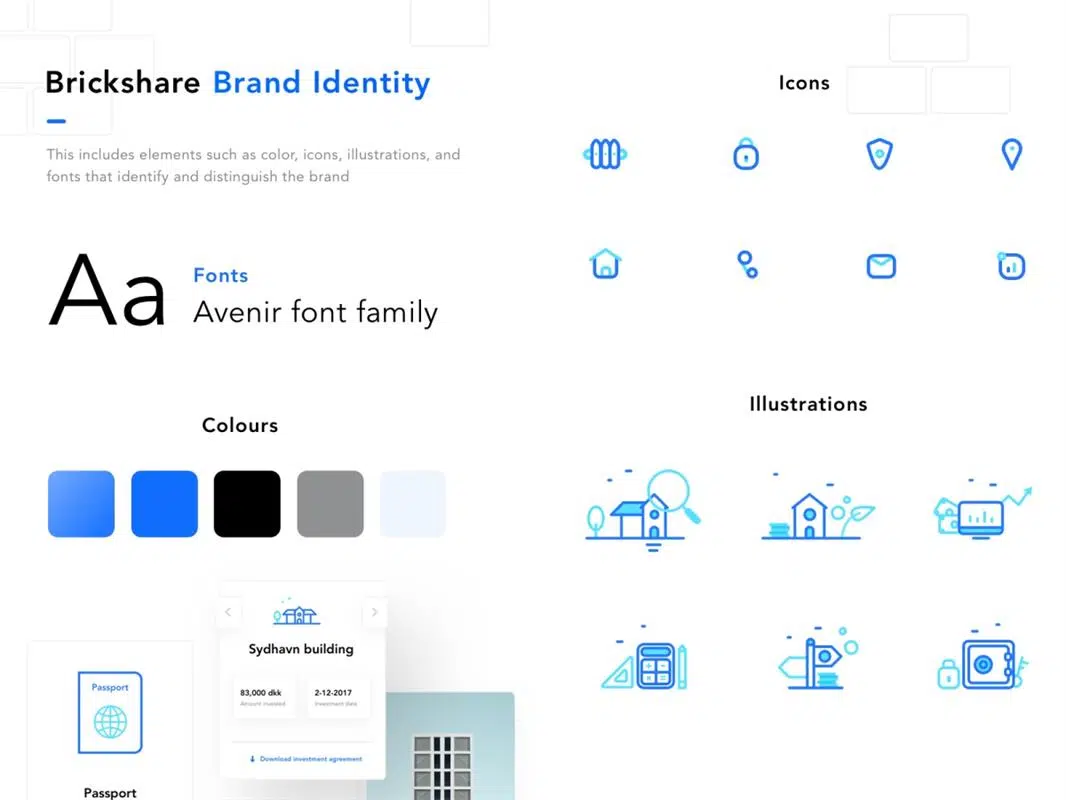 Brickshare Brand Identity
This includes elements such as color, icons, illustrations, and
fonts that identify and distinguish the brand
Aa
Fonts
Avenir font family
Colours
Passport
Passport
Sydhavn building
83,000 dkk
Amount invested
2-12-2017
Investment date
Download investment agreement
Icons
Illustrations